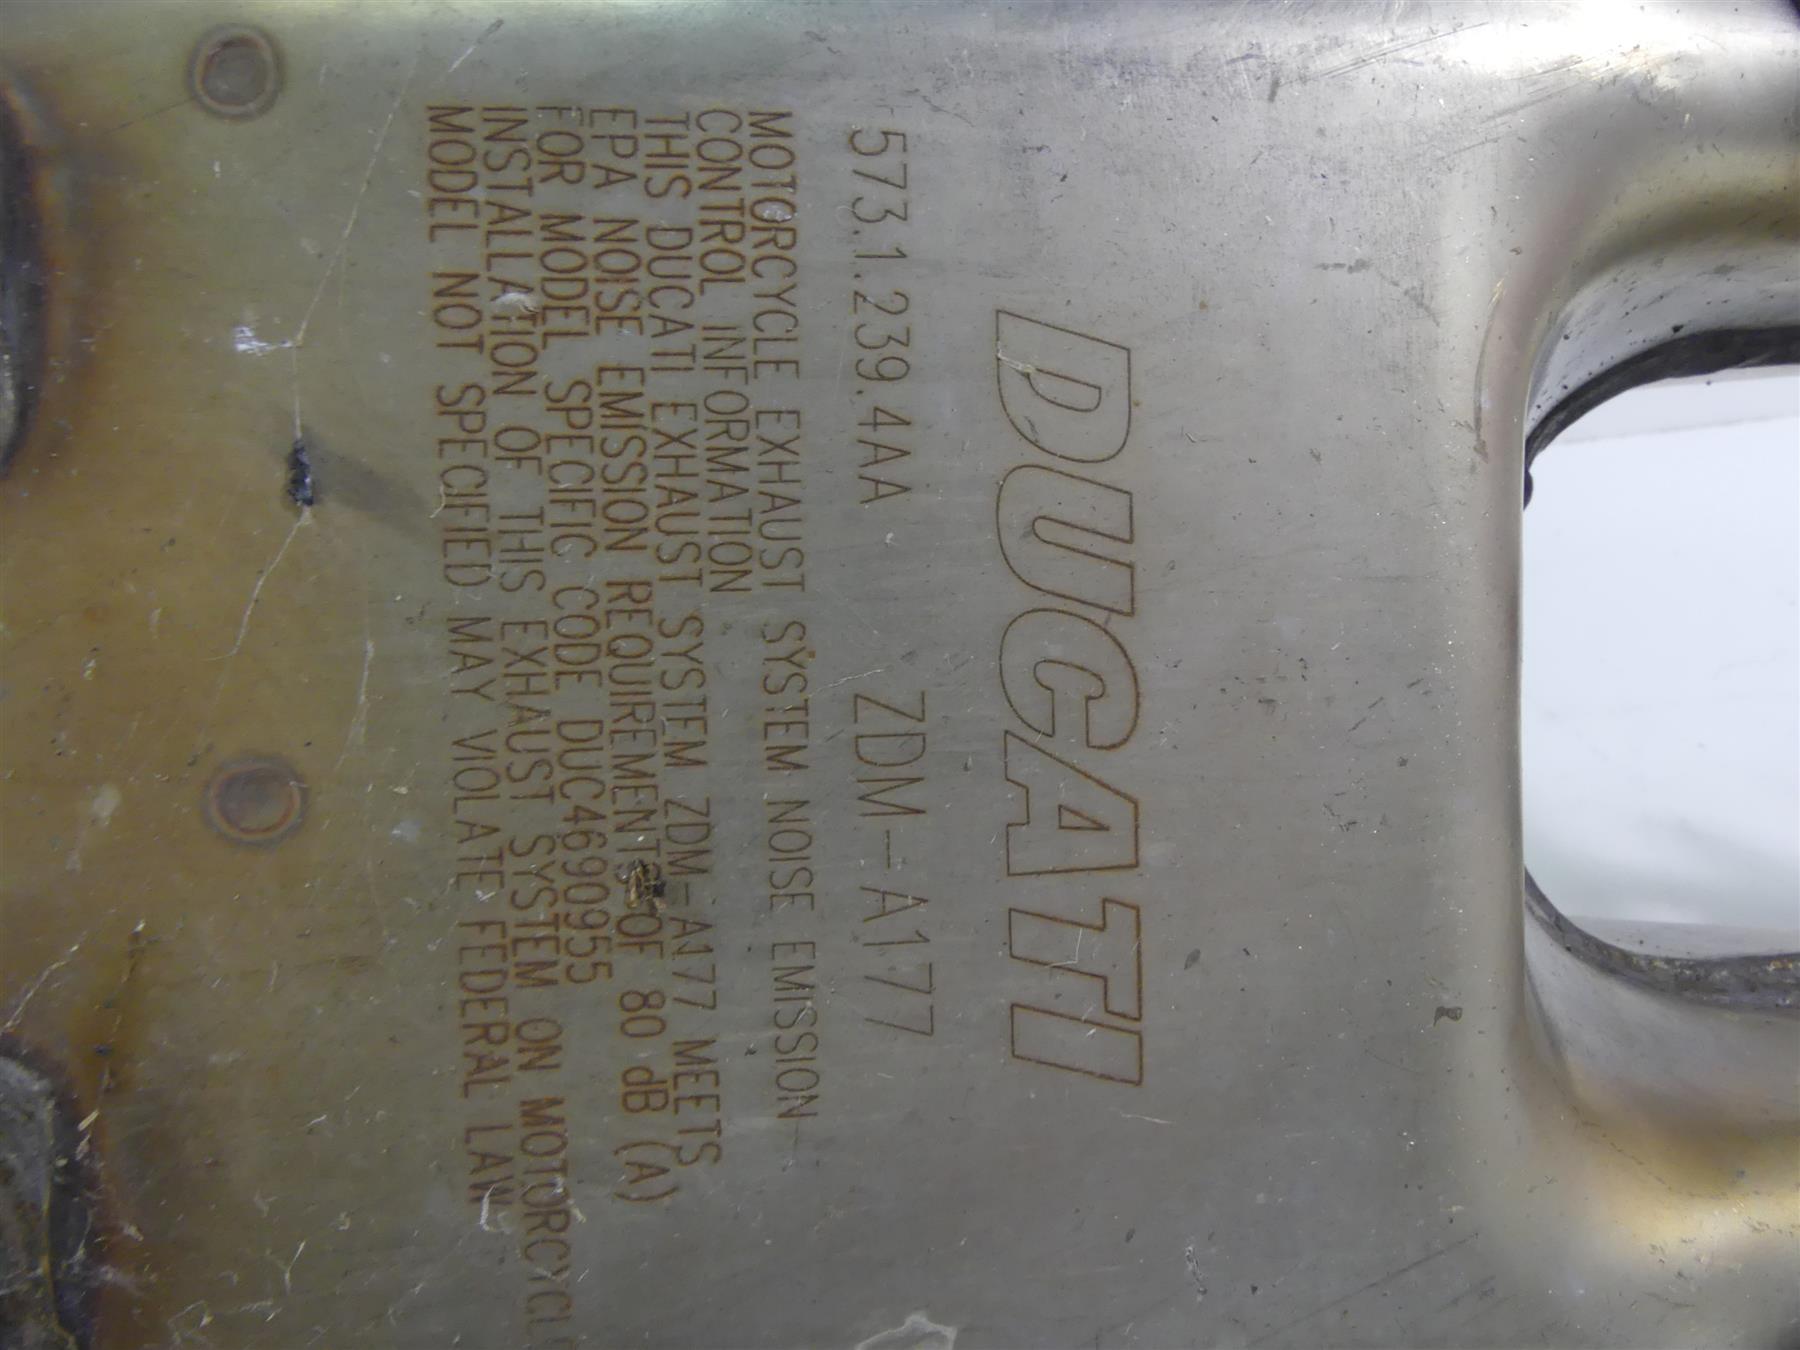 DUCATI
573.1.239.4AA ZDM-A177
MOTORCYCLE EXHAUST SYSTEM NOISE EMISSION
CONTROL INFORMATION
THIS DUCATI EXHAUST SYSTEM ZDM-A177 MEETS
EPA NOISE EMISSION REQUIREMENTS OF 80 dB (A)
FOR MODEL SPECIFIC CODE DUC4690955
INSTALLATION OF THIS EXHAUST SYSTEM ON MOTORCYCLE
MODEL NOT SPECIFIED MAY VIOLATE FEDERAL LAW